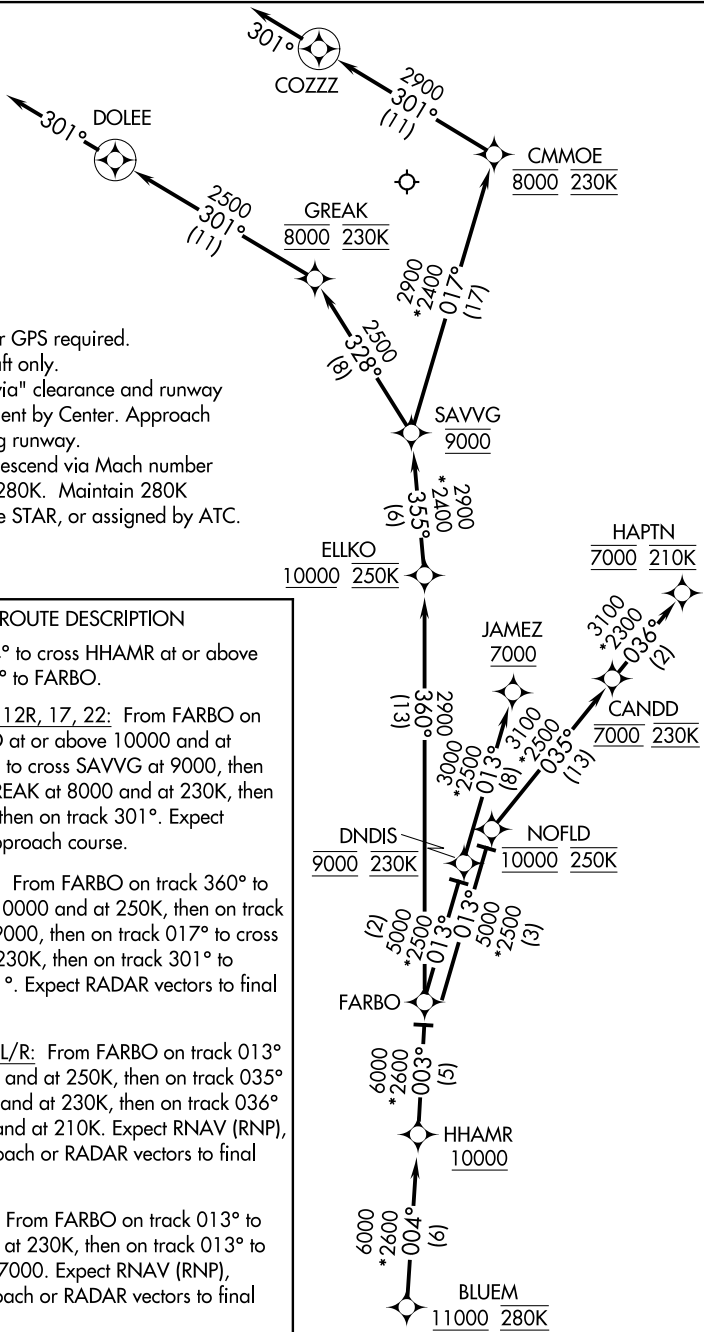 301°
COZZZ
2900
301°
(11)
CMMOE
8000 230K
301°
DOLEE
2500
301°
(11)
GREAK
8000 230K
2900
*2400
017°
(17)
2500
328°
(8)
r GPS required.
ft only.
via" clearance and runway
ent by Center. Approach
g runway.
escend via Mach number
280K. Maintain 280K
e STAR, or assigned by ATC.
SAVVG
9000
2900
*2400
355°
(6)
ELLKO
10000 250K
HAPTN
7000 210K
3100
*2300
036°
(2)
JAMEZ
7000
CANDD
7000 230K
2900
360°
(13)
3000
*2500
013°
(8)
3100
*2500
035°
(13)
DNDIS
9000 230K
NOFLD
10000 250K
5000
*2500
013°
(2)
013°
5000
*2500
(3)
FARBO
6000
*2600
003°
(5)
HHAMR
10000
6000
*2600
004°
(6)
BLUEM
11000 280K
ROUTE DESCRIPTION
° to cross HHAMR at or above
° to FARBO.
12R, 17, 22: From FARBO on
O at or above 10000 and at
to cross SAVVG at 9000, then
REAK at 8000 and at 230K, then
then on track 301°. Expect
pproach course.
From FARBO on track 360° to
0000 and at 250K, then on track
9000, then on track 017° to cross
230K, then on track 301° to
°. Expect RADAR vectors to final
L/R: From FARBO on track 013°
and at 250K, then on track 035°
and at 230K, then on track 036°
and at 210K. Expect RNAV (RNP),
oach or RADAR vectors to final
From FARBO on track 013° to
at 230K, then on track 013° to
7000. Expect RNAV (RNP),
oach or RADAR vectors to final